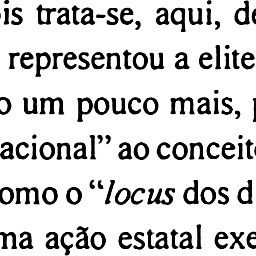 is trata-se, aqui, de
representou a elite
o um pouco mais, p
acional” ao conceito
omo o “locus dos d
ma ação estatal exe